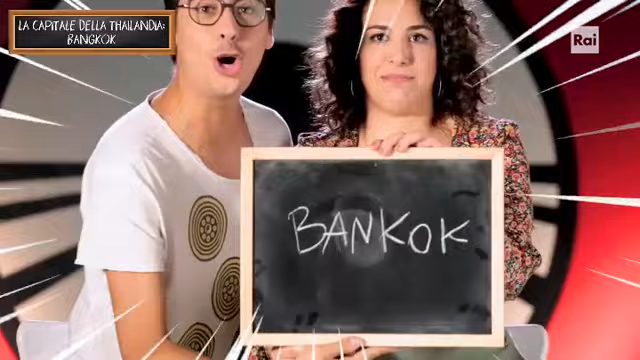 LA CAPITALE DELLA THAILANDIA:
BANGKOK
Rai
BANKOK